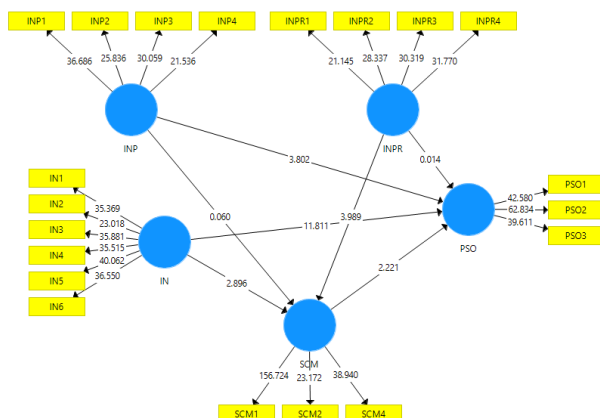 INP1 INP2 INP3 INP4 INPR1 INPR2 INPR3 INPR4
36.686 25.836 30.059 21.536 21.145 28.337 30.319 31.770
INP INPR
3.802 0.014
IN1
IN2
IN3
IN4
IN5
IN6
35.369
23.018
35.881
35.515
40.062
36.550
IN
0.060 3.989
11.811
2.896
2.221
PSO
42.580
62.834
39.611
PSO1
PSO2
PSO3
SCM
156.724 23.172 38.940
SCM1 SCM2 SCM4